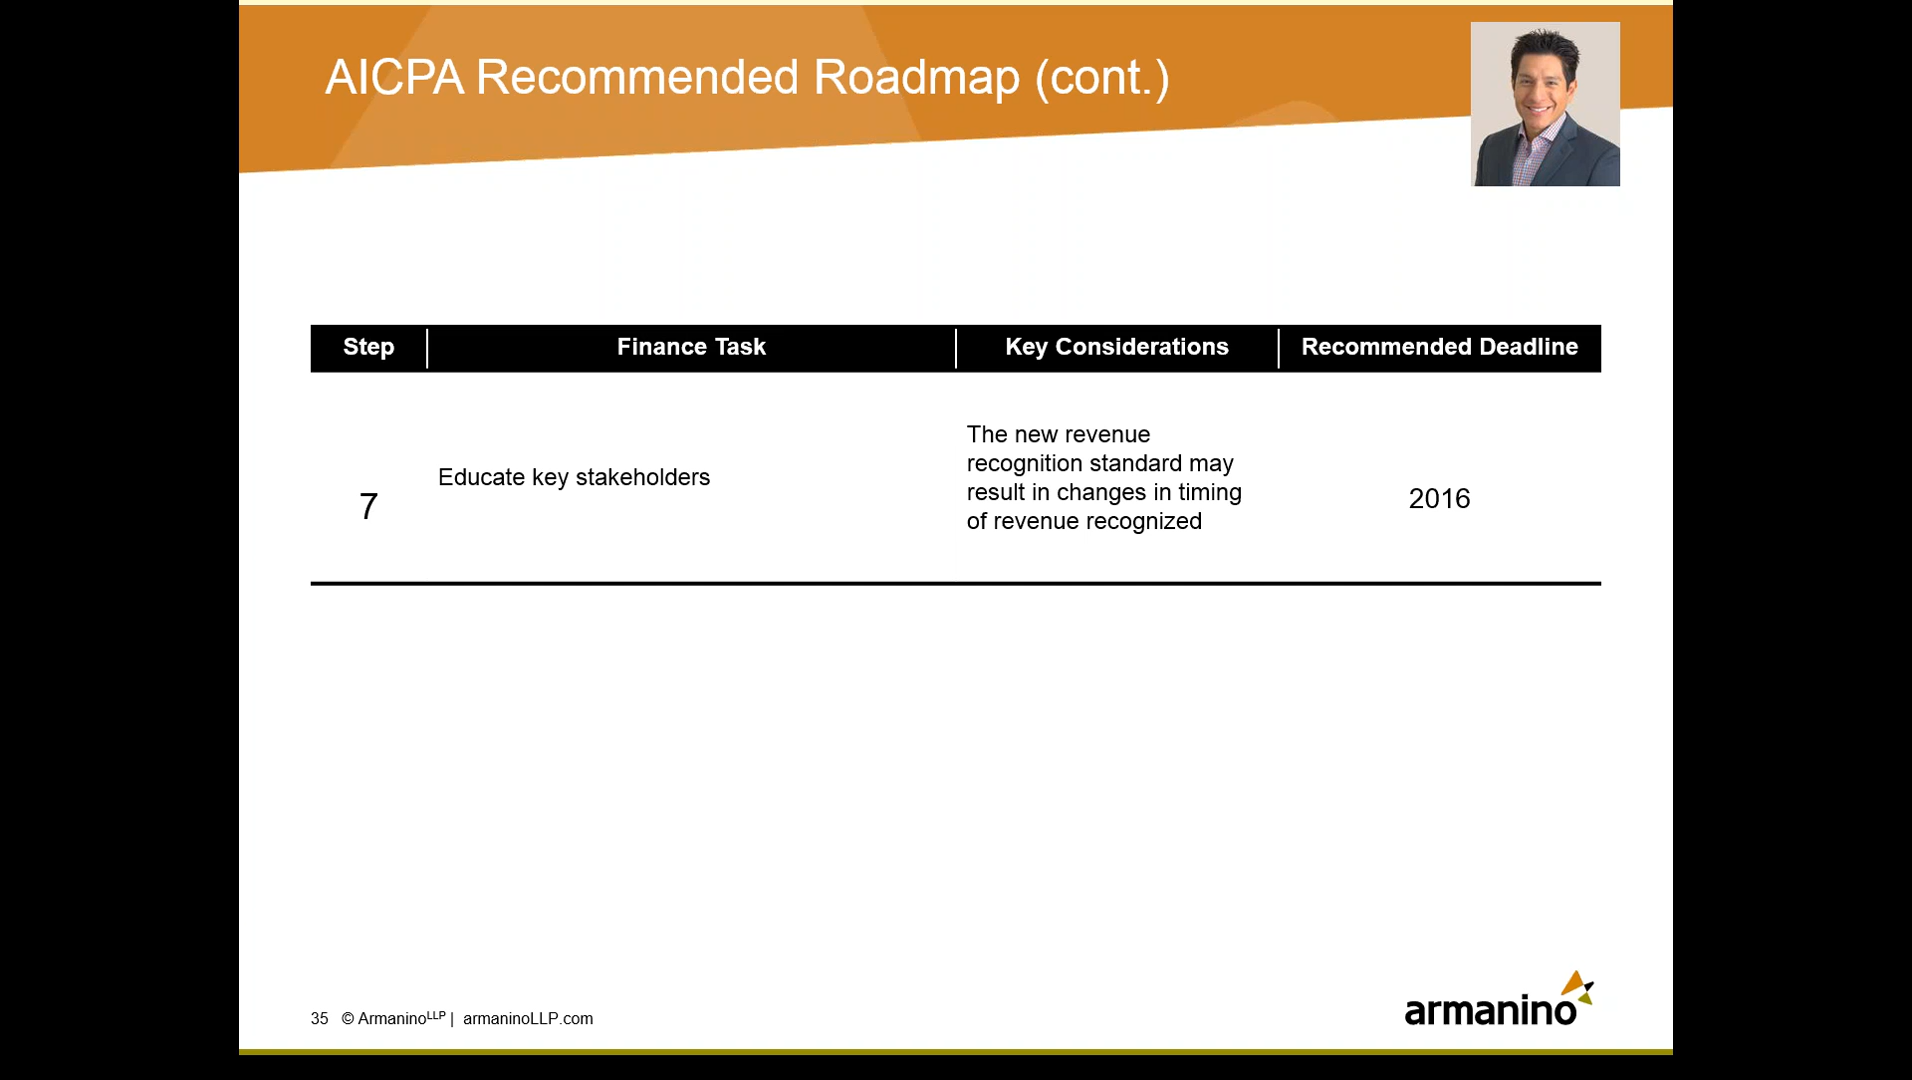 AICPA Recommended Roadmap (cont.)
Step Finance Task Key Considerations Recommended Deadline
7
Educate key stakeholders
The new revenue
recognition standard may
result in changes in timing
of revenue recognized
2016
35 © ArmaninoLLP | armaninoLLP.com
armanino